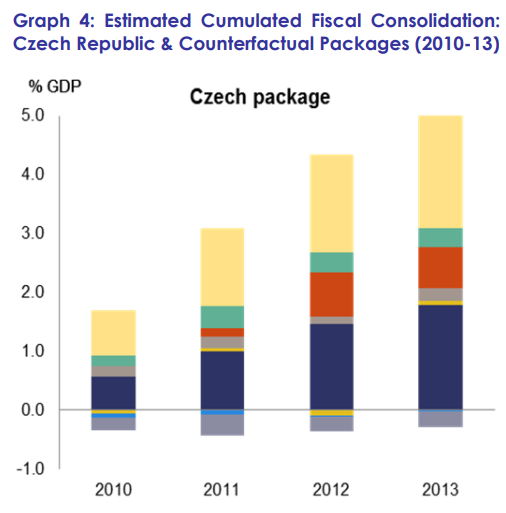 Graph 4: Estimated Cumulated Fiscal Consolidation:
Czech Republic & Counterfactual Packages (2010-13)
% GDP
Czech package
5.0
4.0
3.0
2.0
1.0
0.0
-1.0
2010 2011 2012 2013